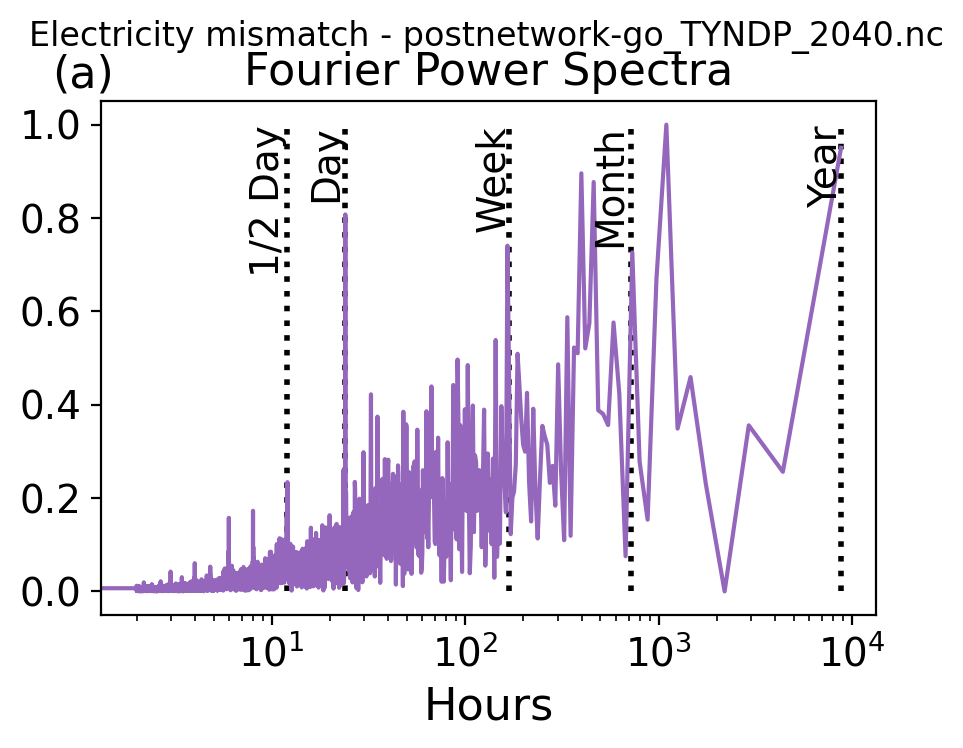 Electricity mismatch - postnetwork-go_TYNDP_2040.nc
(a) Fourier Power Spectra
1.0
0.8
0.6
0.4
0.2
0.0
1/2 Day
Day
Week
Month
Year
10¹ 10² 10³ 10⁴
Hours